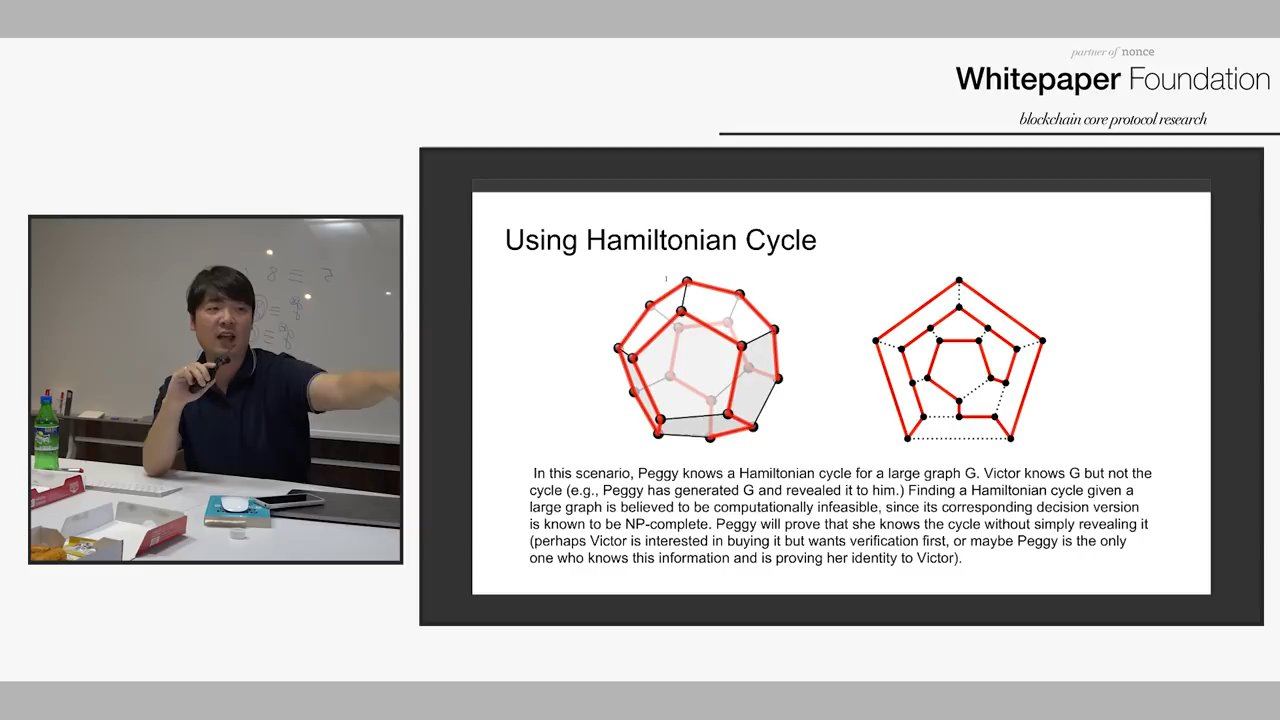 partner of nonce
Whitepaper Foundation
blockchain core protocol research
Using Hamiltonian Cycle
In this scenario, Peggy knows a Hamiltonian cycle for a large graph G. Victor knows G but not the
cycle (e.g., Peggy has generated G and revealed it to him.) Finding a Hamiltonian cycle given a
large graph is believed to be computationally infeasible, since its corresponding decision version
is known to be NP-complete. Peggy will prove that she knows the cycle without simply revealing it
(perhaps Victor is interested in buying it but wants verification first, or maybe Peggy is the only
one who knows this information and is proving her identity to Victor).